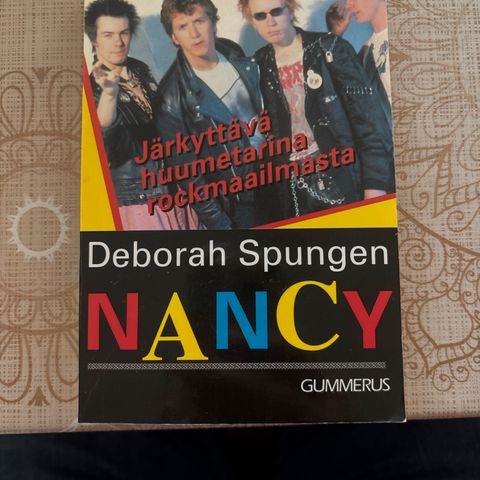 Järkyttävä
huumetarina
rockmaailmasta
Deborah Spungen
NANCY
GUMMERUS